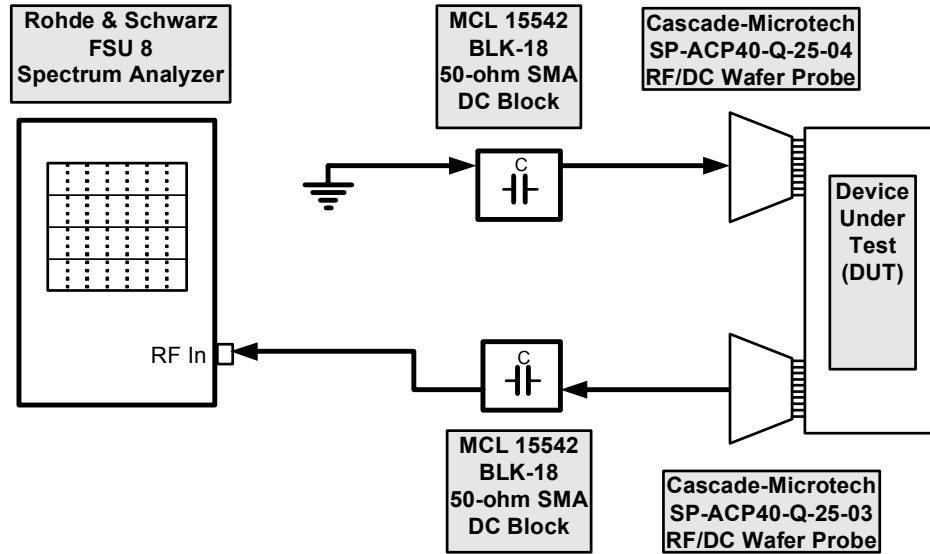 Rohde & Schwarz
FSU 8
Spectrum Analyzer
MCL 15542
BLK-18
50-ohm SMA
DC Block
Cascade-Microtech
SP-ACP40-Q-25-04
RF/DC Wafer Probe
C
Device
Under
Test
(DUT)
RF In
C
MCL 15542
BLK-18
50-ohm SMA
DC Block
Cascade-Microtech
SP-ACP40-Q-25-03
RF/DC Wafer Probe